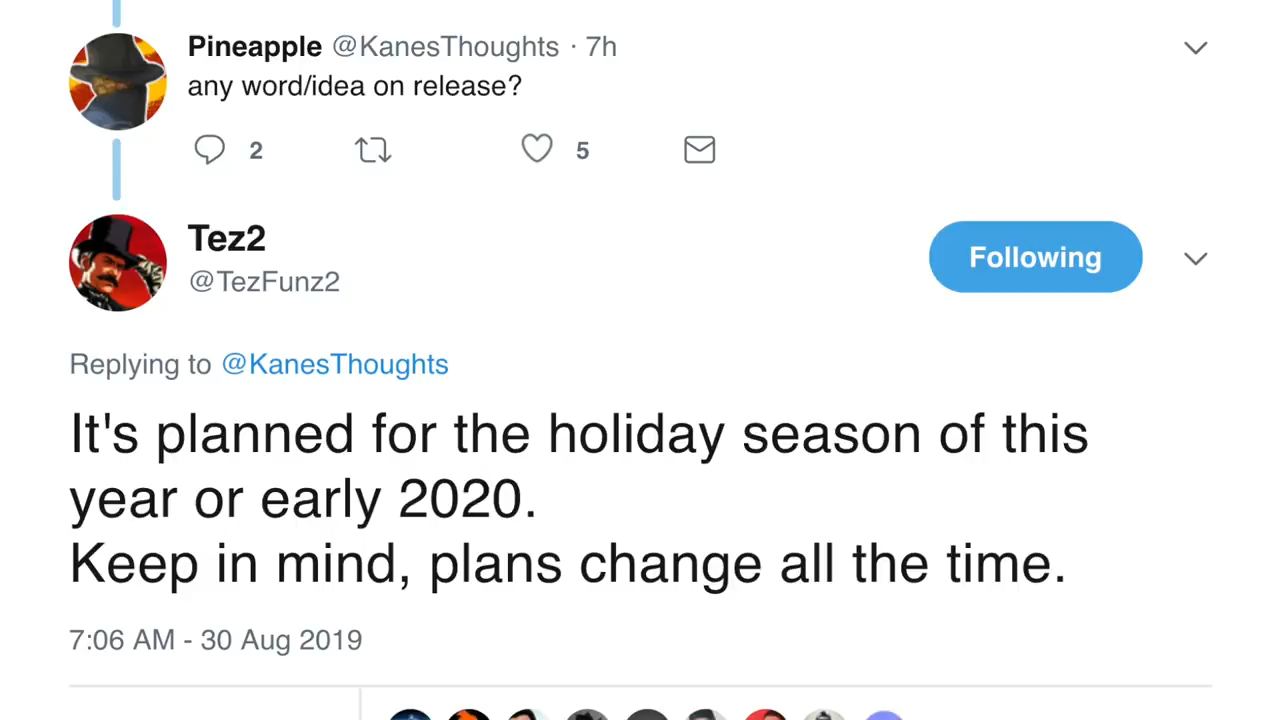 Pineapple @KanesThoughts · 7h
any word/idea on release?
2 5
Tez2
@TezFunz2
Following
Replying to @KanesThoughts
It's planned for the holiday season of this
year or early 2020.
Keep in mind, plans change all the time.
7:06 AM - 30 Aug 2019